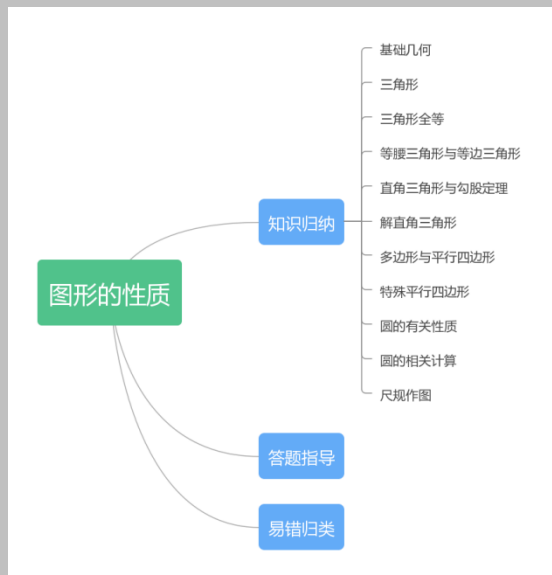 图形的性质
知识归纳
基础几何
三角形
三角形全等
等腰三角形与等边三角形
直角三角形与勾股定理
解直角三角形
多边形与平行四边形
特殊平行四边形
圆的有关性质
圆的相关计算
尺规作图
答题指导
易错归类